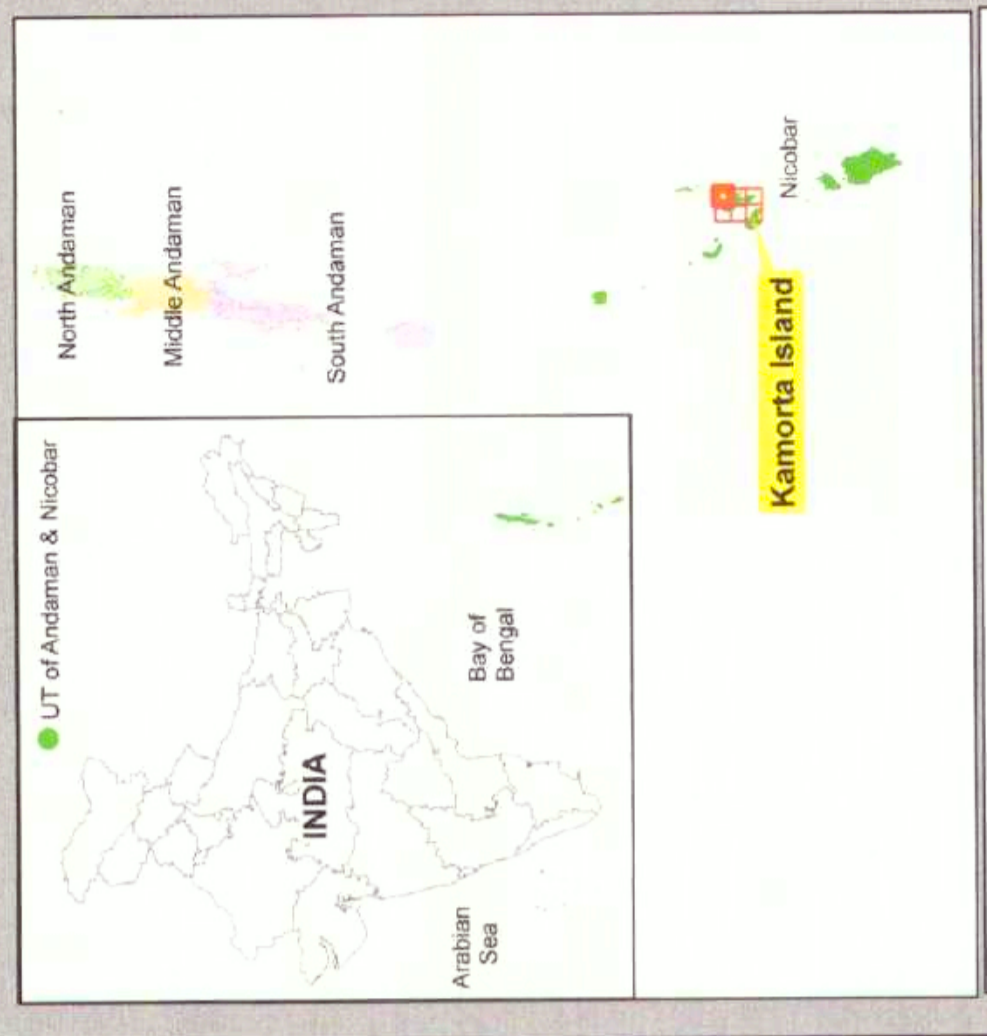 UT of Andaman & Nicobar
INDIA
Arabian
Sea
Bay of
Bengal
North Andaman
Middle Andaman
South Andaman
Nicobar
Kamorta Island